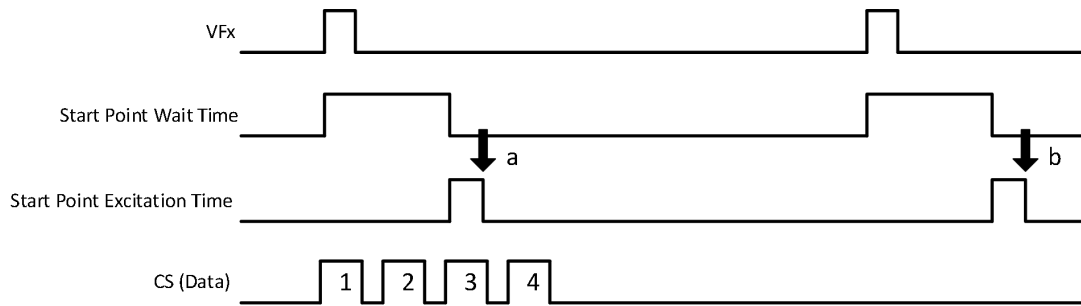 VFx
Start Point Wait Time
a
b
Start Point Excitation Time
CS (Data)
1 2 3 4